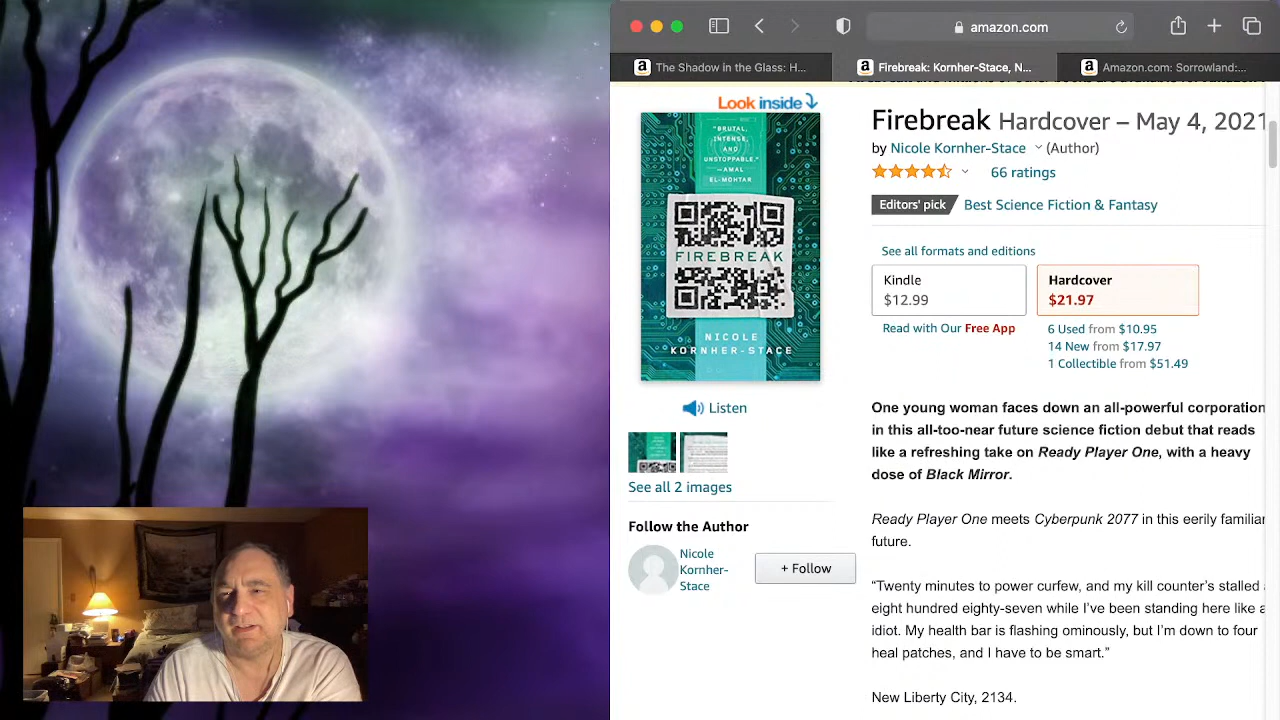 amazon.com
The Shadow in the Glass: H...
Firebreak: Kornher-Stace, N...
Amazon.com: Sorrowland:...
Look inside
"BRUTAL,
INTENSE,
AND
UNSTOPPABLE."
—AMAL
EL-MOHTAR
FIREBREAK
NICOLE
KORNHER-STACE
Listen
See all 2 images
Follow the Author
Nicole
Kornher-
Stace
+ Follow
Firebreak Hardcover – May 4, 2021
by Nicole Kornher-Stace (Author)
66 ratings
Editors' pick Best Science Fiction & Fantasy
See all formats and editions
Kindle
$12.99
Read with Our Free App
Hardcover
$21.97
6 Used from $10.95
14 New from $17.97
1 Collectible from $51.49
One young woman faces down an all-powerful corporation
in this all-too-near future science fiction debut that reads
like a refreshing take on Ready Player One, with a heavy
dose of Black Mirror.
Ready Player One meets Cyberpunk 2077 in this eerily familiar
future.
“Twenty minutes to power curfew, and my kill counter’s stalled
eight hundred eighty-seven while I’ve been standing here like a
idiot. My health bar is flashing ominously, but I’m down to four
heal patches, and I have to be smart.”
New Liberty City, 2134.